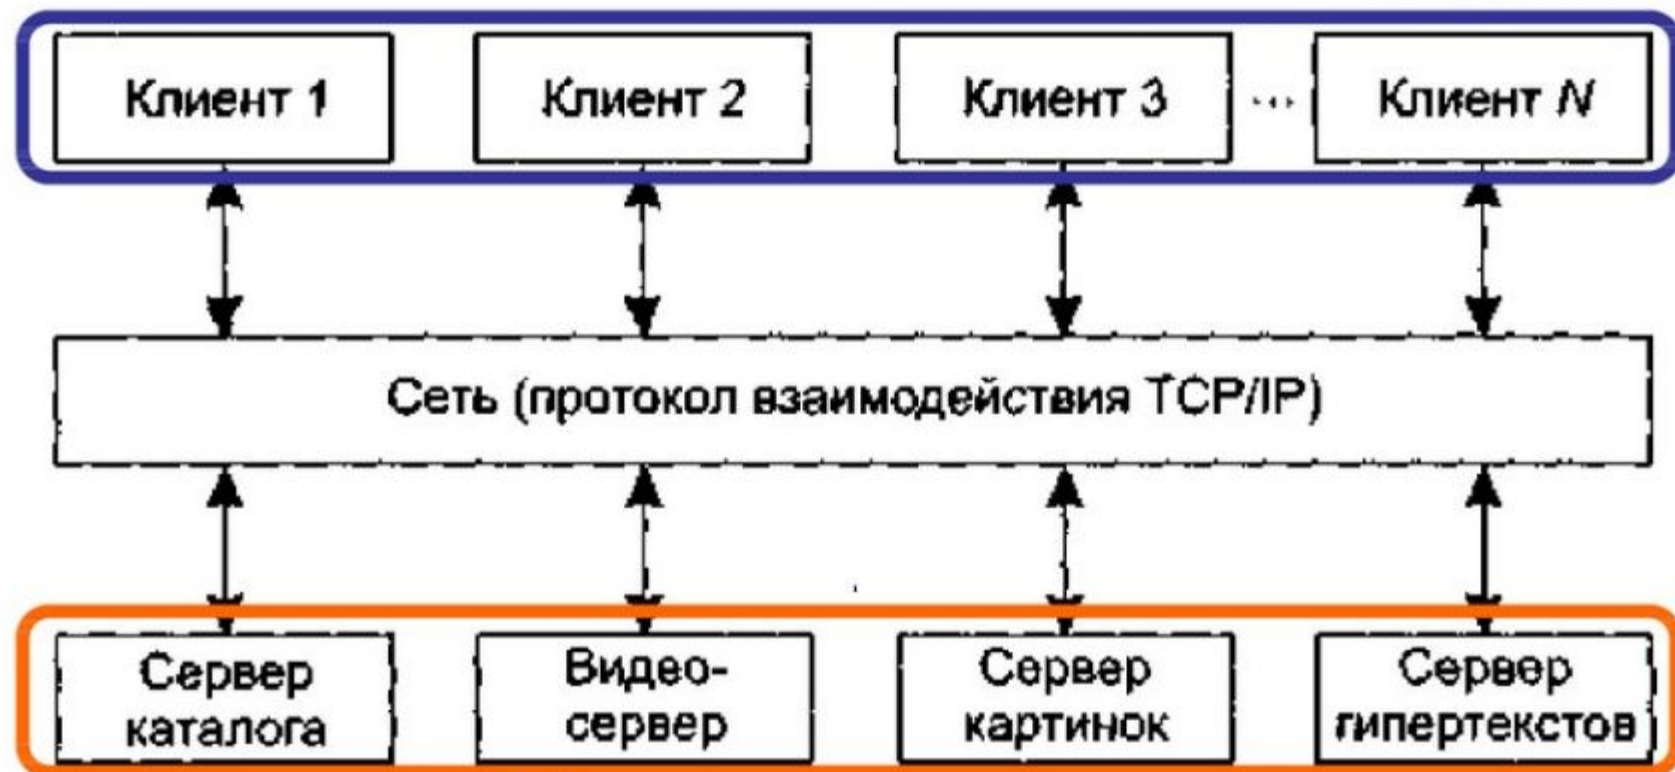 Клиент 1
Клиент 2
Клиент 3
...
Клиент N
Сеть (протокол взаимодействия TCP/IP)
Сервер
каталога
Видео-
сервер
Сервер
картинок
Сервер
гипертекстов